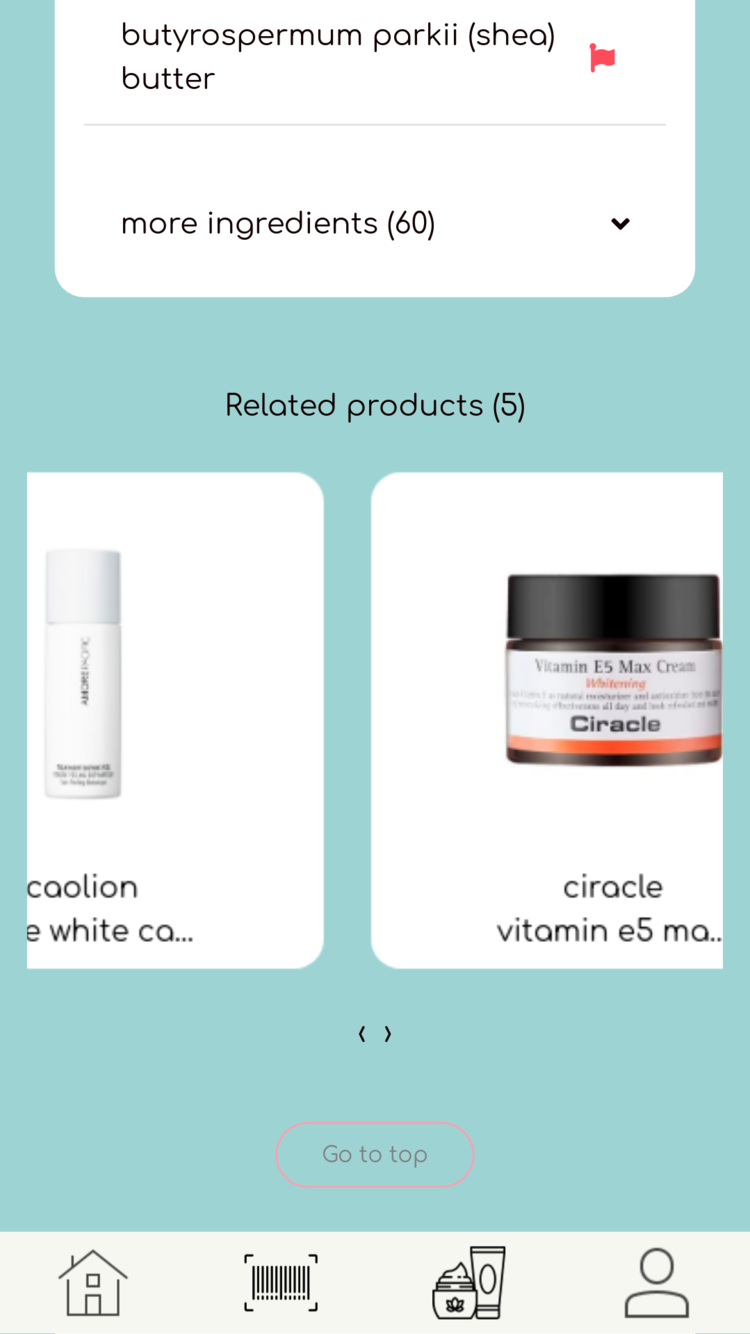 butyrospermum parkii (shea)
butter
more ingredients (60)
Related products (5)
AMOREPACIFIC
Vitamin E5 Max Cream
Whitening
Ciracle
caolion
e white ca...
ciracle
vitamin e5 ma..
‹ ›
Go to top